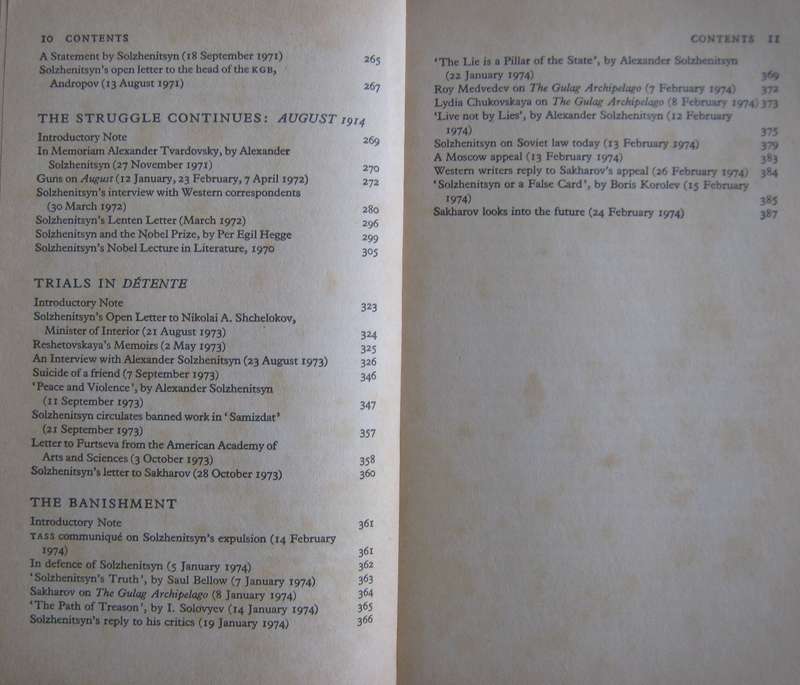 10 CONTENTS
A Statement by Solzhenitsyn (18 September 1971) 265
Solzhenitsyn's open letter to the head of the KGB,
Andropov (13 August 1971) 267
THE STRUGGLE CONTINUES: AUGUST 1914
Introductory Note 269
In Memoriam Alexander Tvardovsky, by Alexander
Solzhenitsyn (27 November 1971) 270
Guns on August (12 January, 23 February, 7 April 1972) 272
Solzhenitsyn's interview with Western correspondents
(30 March 1972) 280
Solzhenitsyn's Lenten Letter (March 1972) 296
Solzhenitsyn and the Nobel Prize, by Per Egil Hegge 299
Solzhenitsyn's Nobel Lecture in Literature, 1970 305
TRIALS IN DÉTENTE
Introductory Note 323
Solzhenitsyn's Open Letter to Nikolai A. Shchelokov,
Minister of Interior (21 August 1973) 324
Reshetovskaya's Memoirs (2 May 1973) 325
An Interview with Alexander Solzhenitsyn (23 August 1973) 326
Suicide of a friend (7 September 1973) 346
'Peace and Violence', by Alexander Solzhenitsyn
(11 September 1973) 347
Solzhenitsyn circulates banned work in 'Samizdat'
(21 September 1973) 357
Letter to Furtseva from the American Academy of
Arts and Sciences (3 October 1973) 358
Solzhenitsyn's letter to Sakharov (28 October 1973) 360
THE BANISHMENT
Introductory Note 361
TASS communiqué on Solzhenitsyn's expulsion (14 February
1974) 361
In defence of Solzhenitsyn (5 January 1974) 362
'Solzhenitsyn's Truth', by Saul Bellow (7 January 1974) 363
Sakharov on The Gulag Archipelago (8 January 1974) 364
'The Path of Treason', by I. Solovyev (14 January 1974) 365
Solzhenitsyn's reply to his critics (19 January 1974) 366
CONTENTS 11
'The Lie is a Pillar of the State', by Alexander Solzhenitsyn
(22 January 1974) 369
Roy Medvedev on The Gulag Archipelago (7 February 1974) 372
Lydia Chukovskaya on The Gulag Archipelago (8 February 1974) 373
'Live not by Lies', by Alexander Solzhenitsyn (12 February
1974) 375
Solzhenitsyn on Soviet law today (13 February 1974) 379
A Moscow appeal (13 February 1974) 383
Western writers reply to Sakharov's appeal (26 February 1974) 384
'Solzhenitsyn or a False Card', by Boris Korolev (15 February
1974) 385
Sakharov looks into the future (24 February 1974) 387